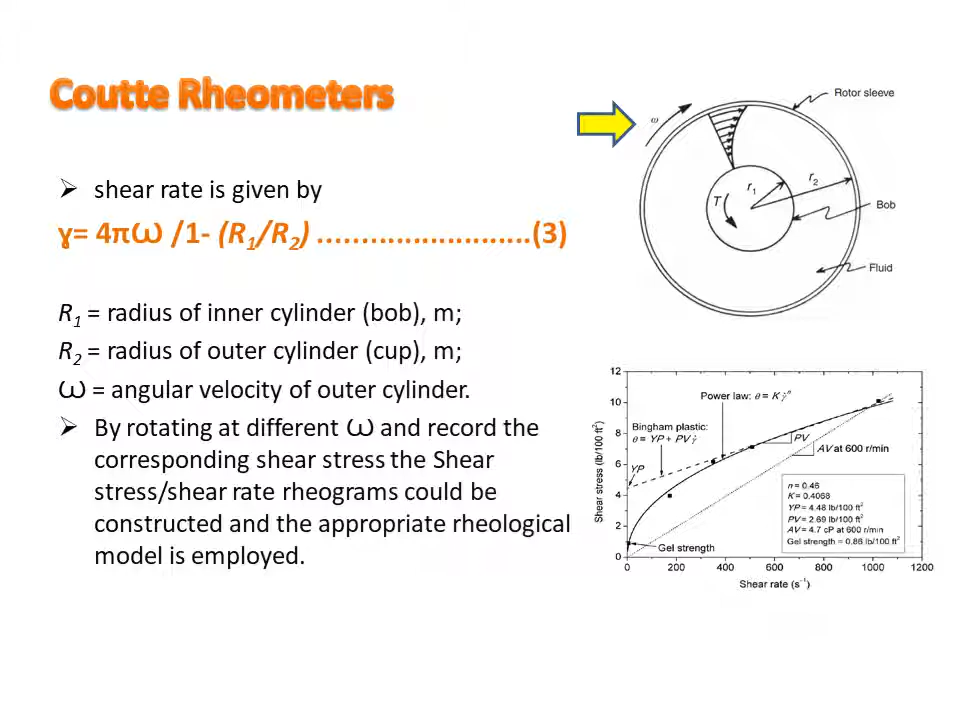 Coutte Rheometers
➢ shear rate is given by
ɣ= 4πω /1- (R1/R2) ..........................(3)
R1 = radius of inner cylinder (bob), m;
R2 = radius of outer cylinder (cup), m;
ω = angular velocity of outer cylinder.
➢ By rotating at different ω and record the
corresponding shear stress the Shear
stress/shear rate rheograms could be
constructed and the appropriate rheological
model is employed.
ω
Rotor sleeve
r1
r2
T
Bob
Fluid
12
10
8
6
4
2
0
Shear stress (lb/100 ft²)
Power law: θ = Kγ̇ⁿ
Bingham plastic:
θ = YP + PVγ̇
YP
PV
AV at 600 r/min
n = 0.46
K = 0.4068
YP = 4.48 lb/100 ft²
PV = 2.69 lb/100 ft²
AV = 4.7 cP at 600 r/min
Gel strength = 0.86 lb/100 ft²
Gel strength
0 200 400 600 800 1000 1200
Shear rate (s⁻¹)